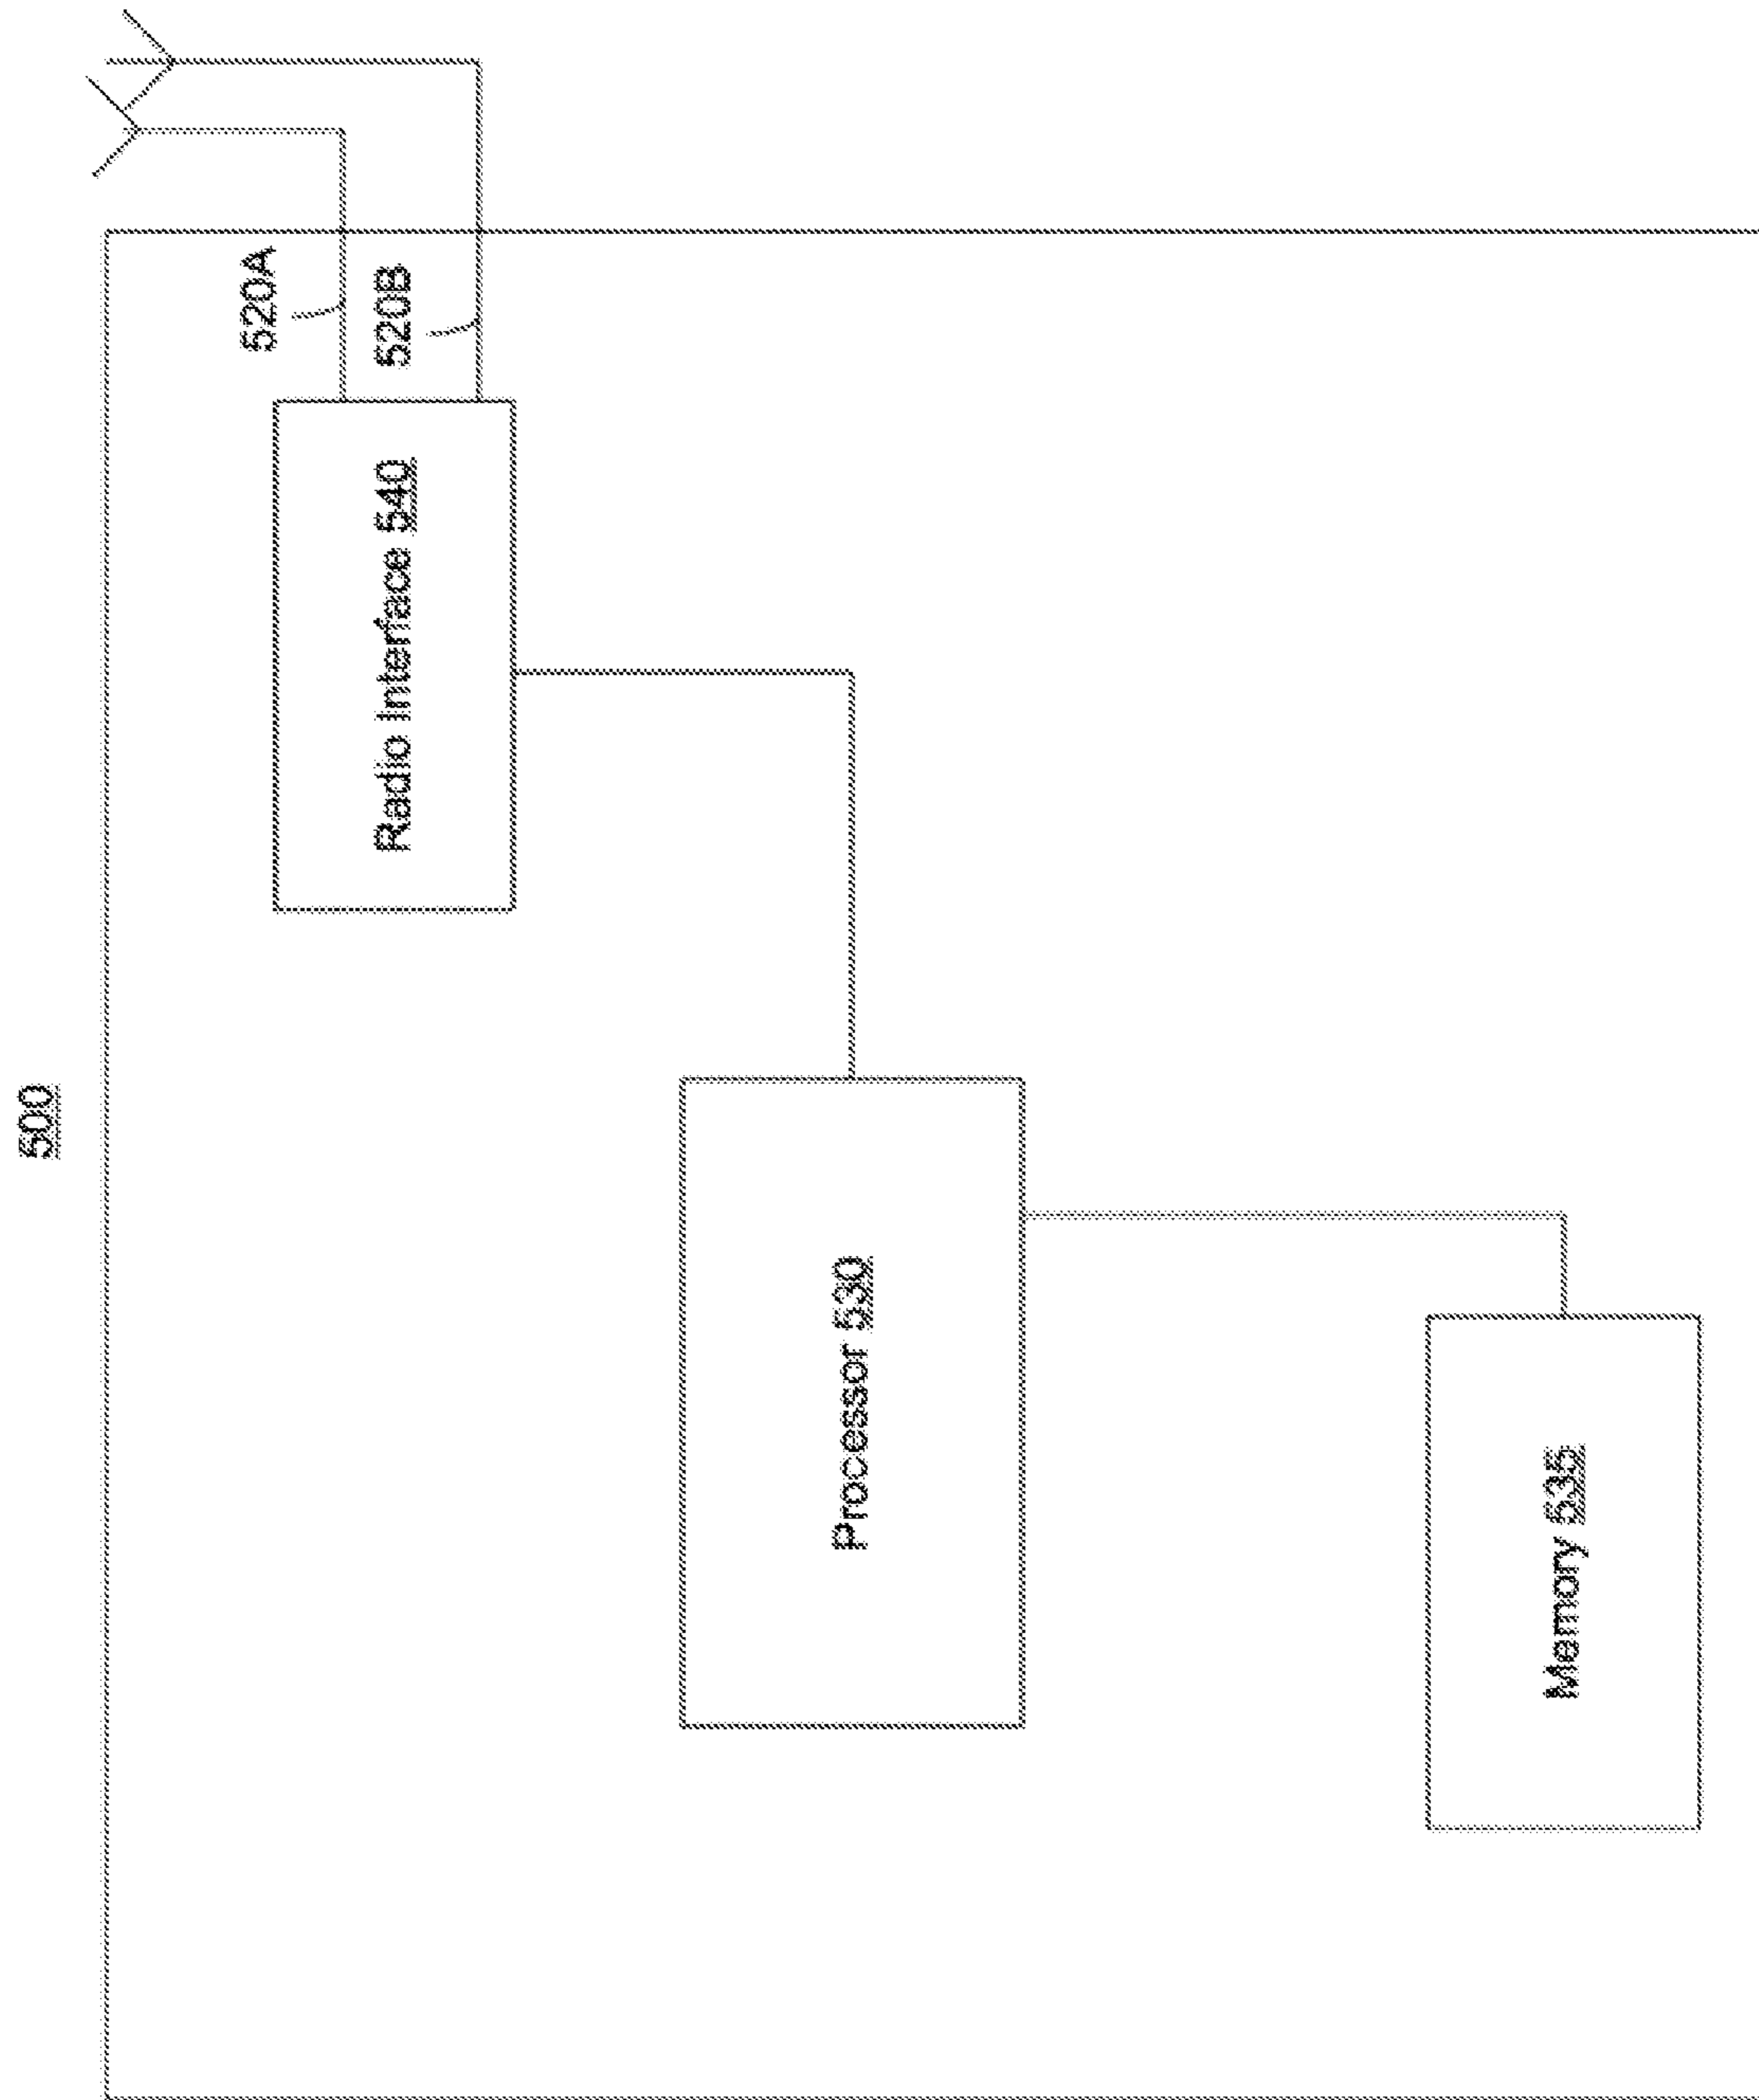 500
520A
520B
Radio Interface 540
Processor 530
Memory 535